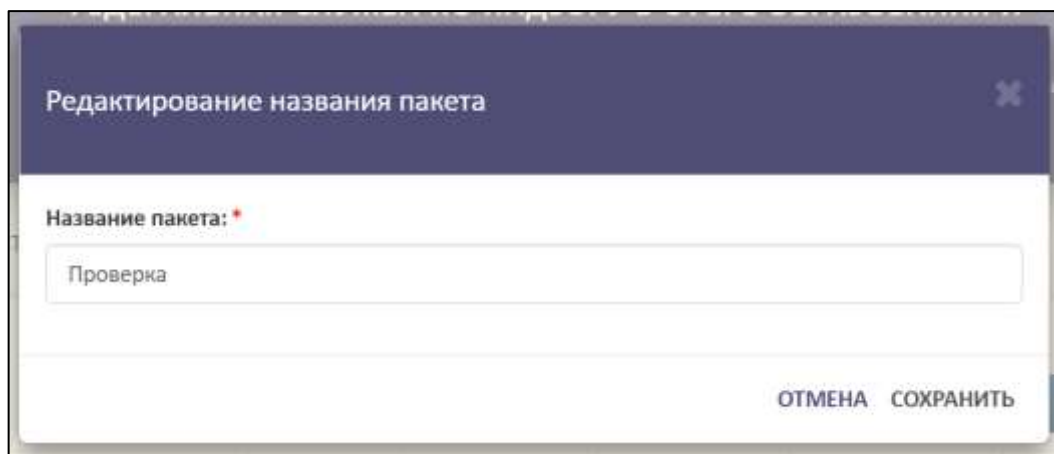 Редактирование названия пакета
Название пакета: *
Проверка
ОТМЕНА СОХРАНИТЬ